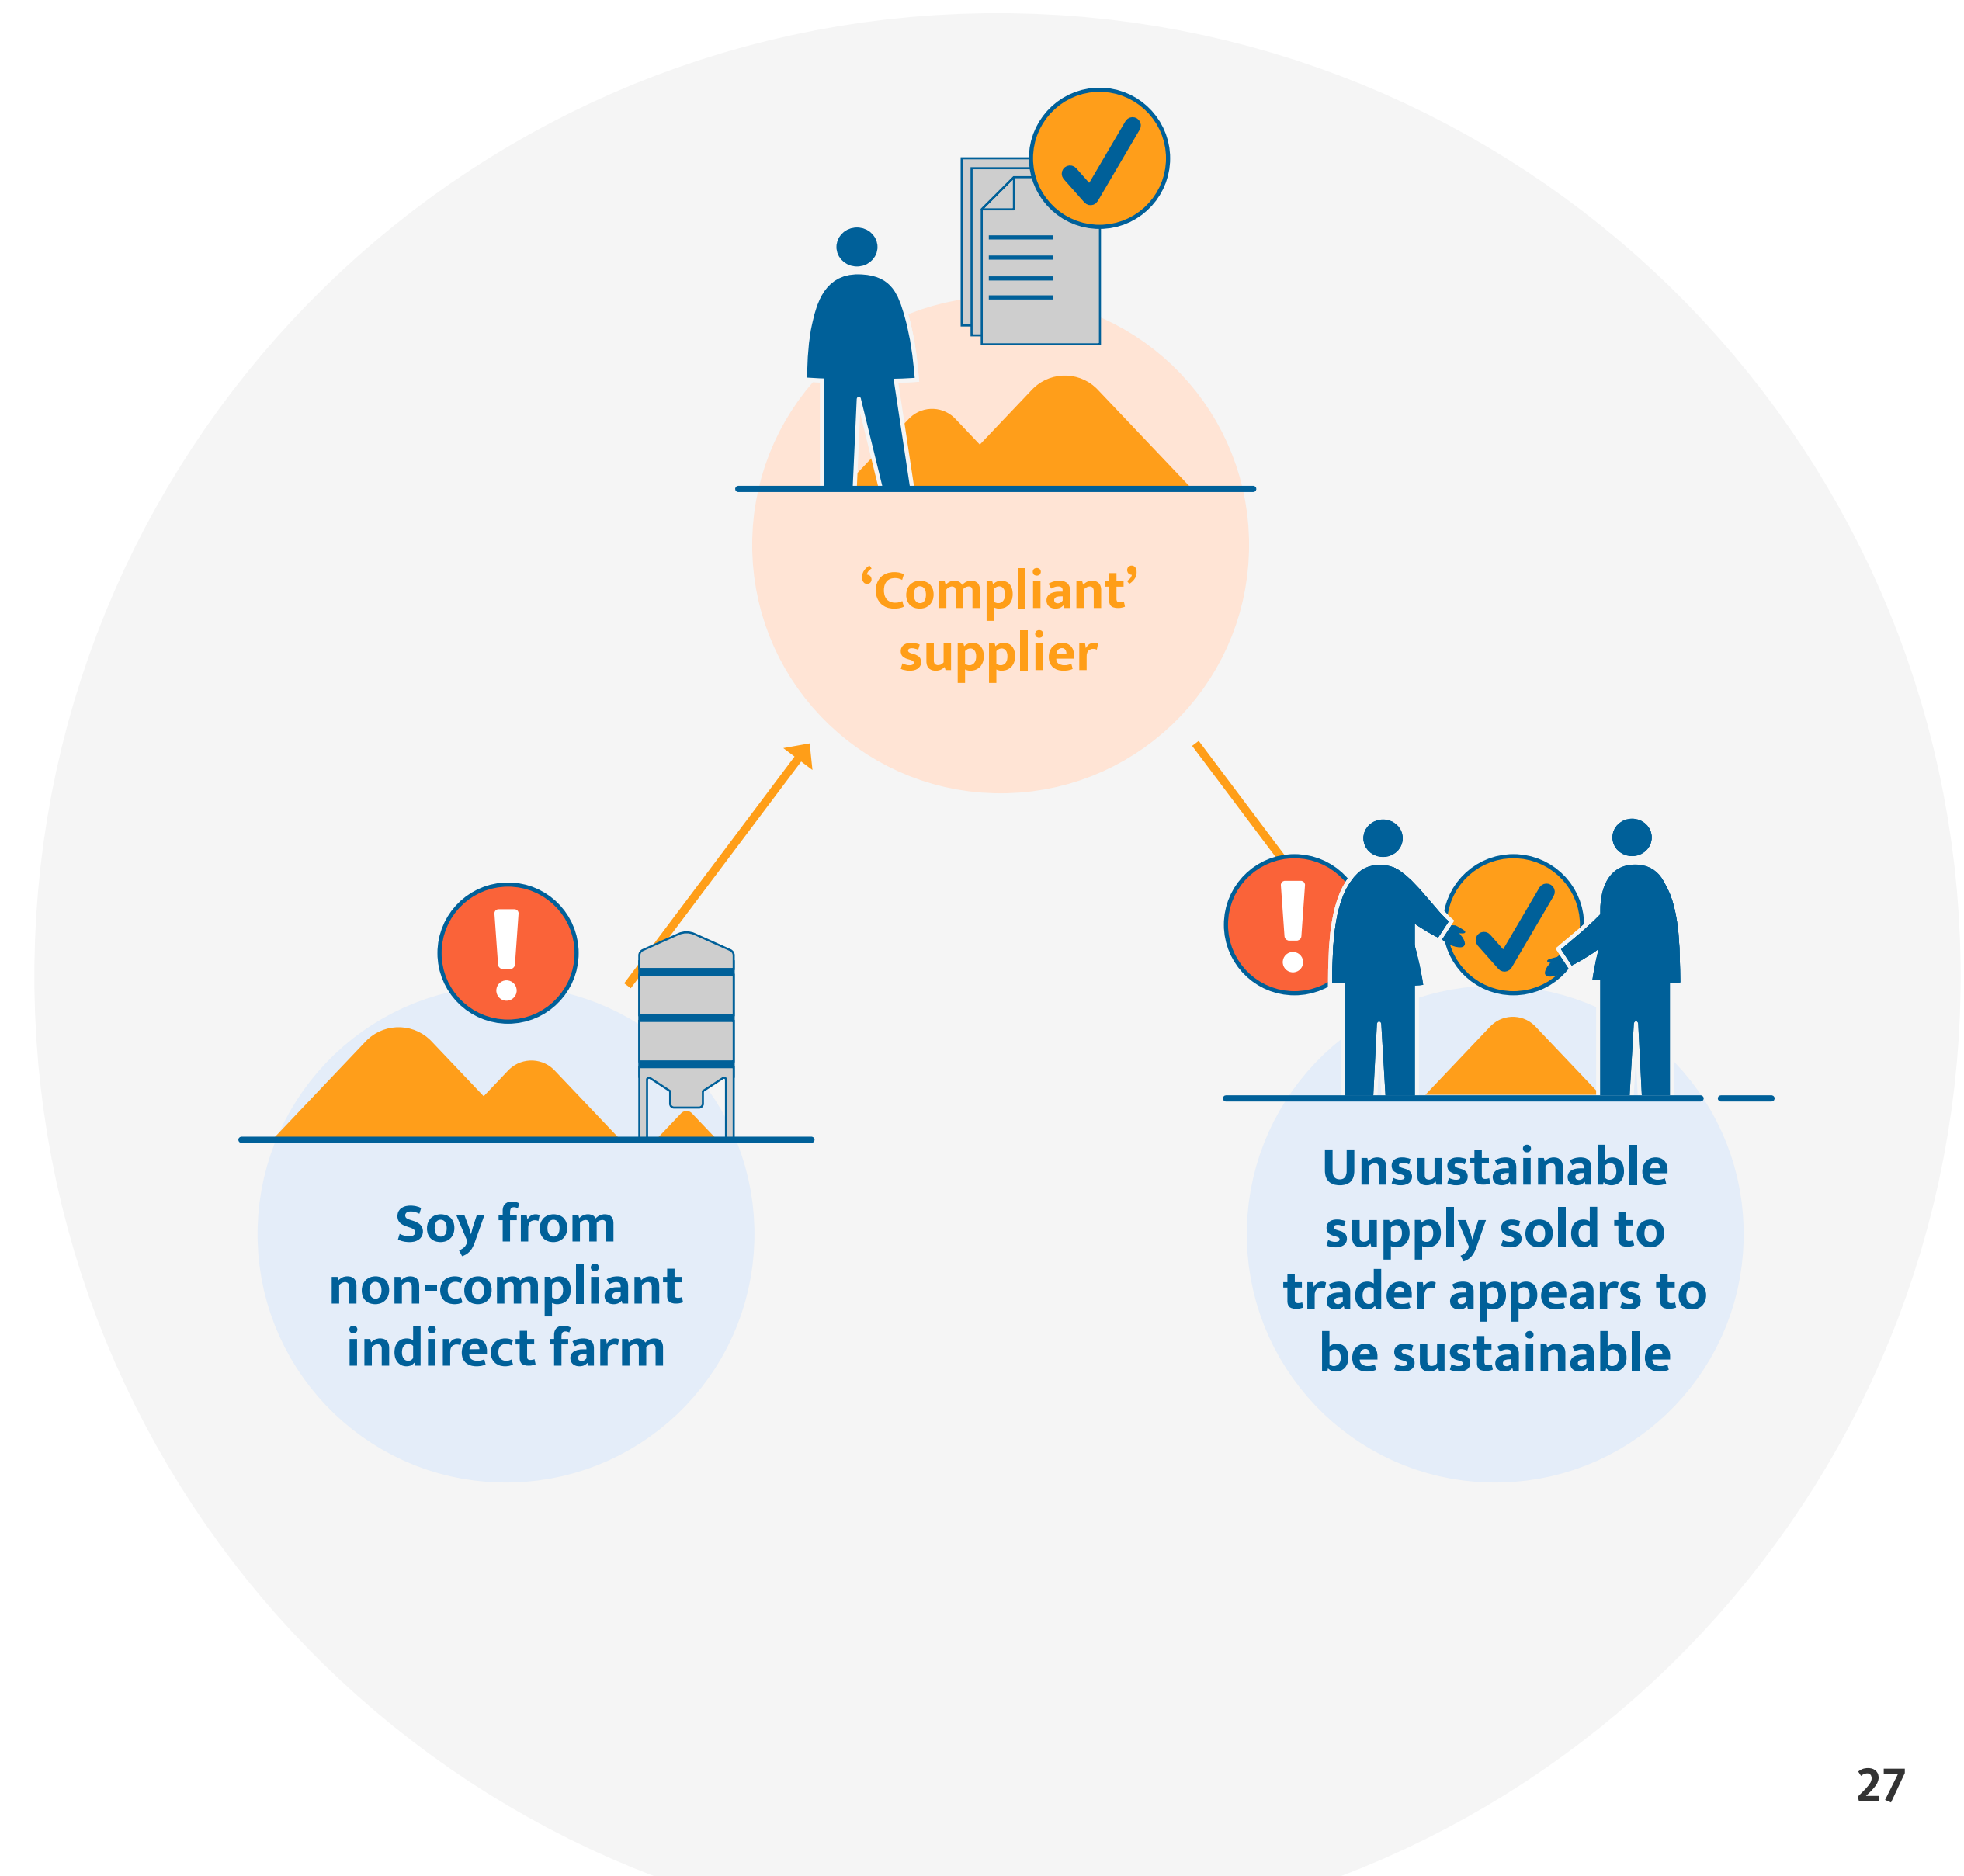 ‘Compliant’
supplier
Soy from
non-compliant
indirect farm
Unsustainable
supply sold to
trader appears to
be sustainable
27